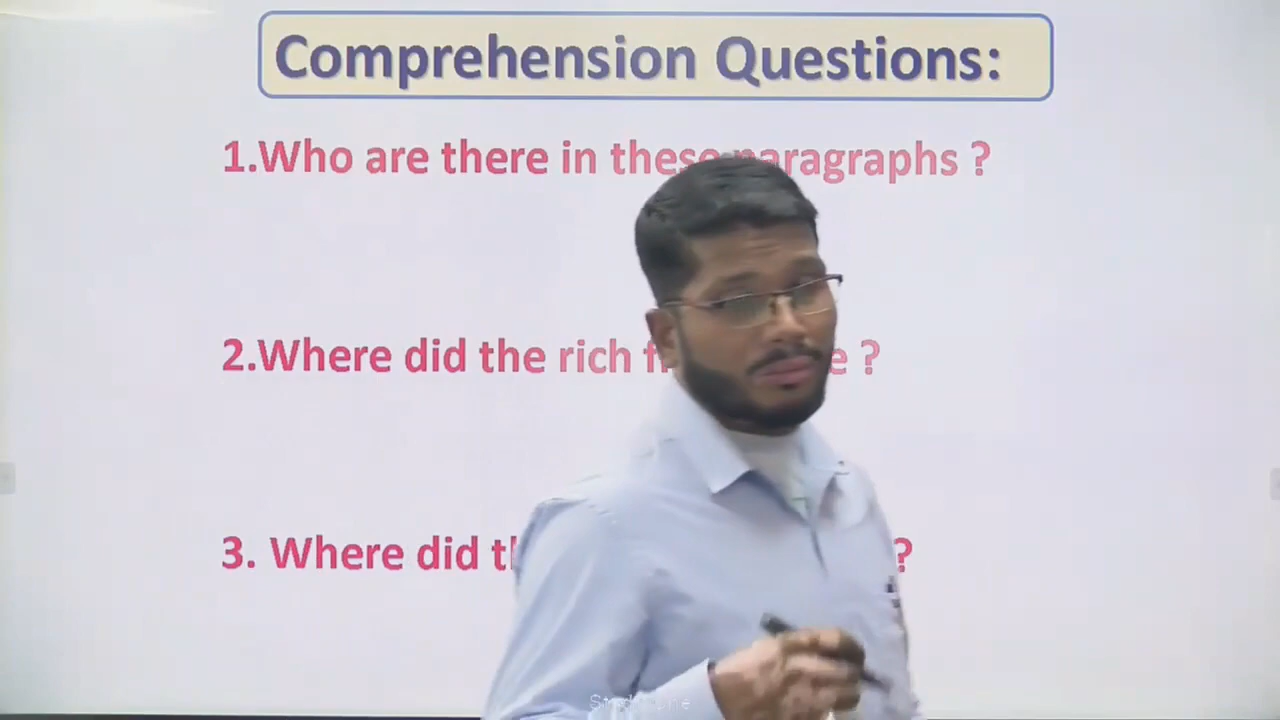 Comprehension Questions:
1.Who are there in these paragraphs ?
2.Where did the rich ?
3. Where did ?